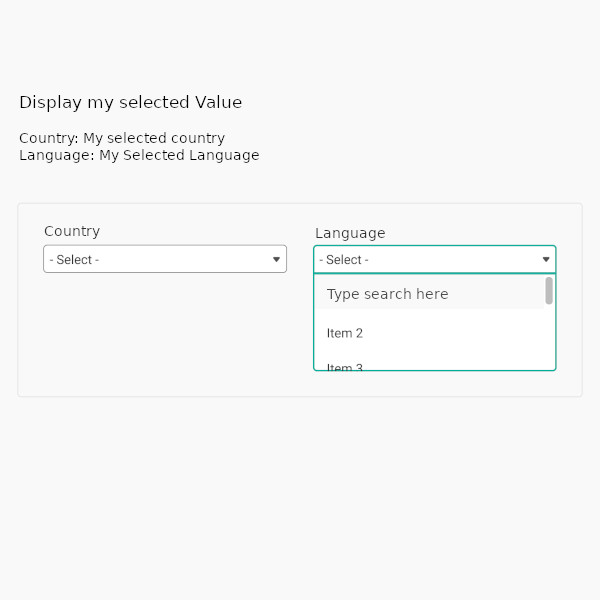 Display my selected Value
Country: My selected country
Language: My Selected Language
Country
Language
- Select -
- Select -
Type search here
Item 2
Item 3